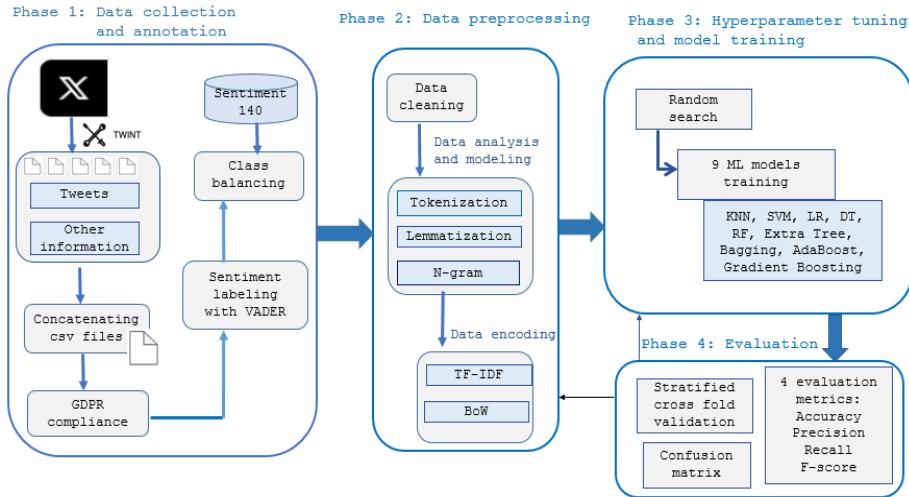 Phase 1: Data collection
and annotation
X
TWINT
Tweets
Other
information
Concatenating
csv files
GDPR
compliance
Sentiment
140
Class
balancing
Sentiment
labeling
with VADER
Phase 2: Data preprocessing
Data
cleaning
Data analysis
and modeling
Tokenization
Lemmatization
N-gram
Data encoding
TF-IDF
BoW
Phase 3: Hyperparameter tuning
and model training
Random
search
9 ML models
training
KNN, SVM, LR, DT,
RF, Extra Tree,
Bagging, AdaBoost,
Gradient Boosting
Phase 4: Evaluation
Stratified
cross fold
validation
Confusion
matrix
4 evaluation
metrics:
Accuracy
Precision
Recall
F-score